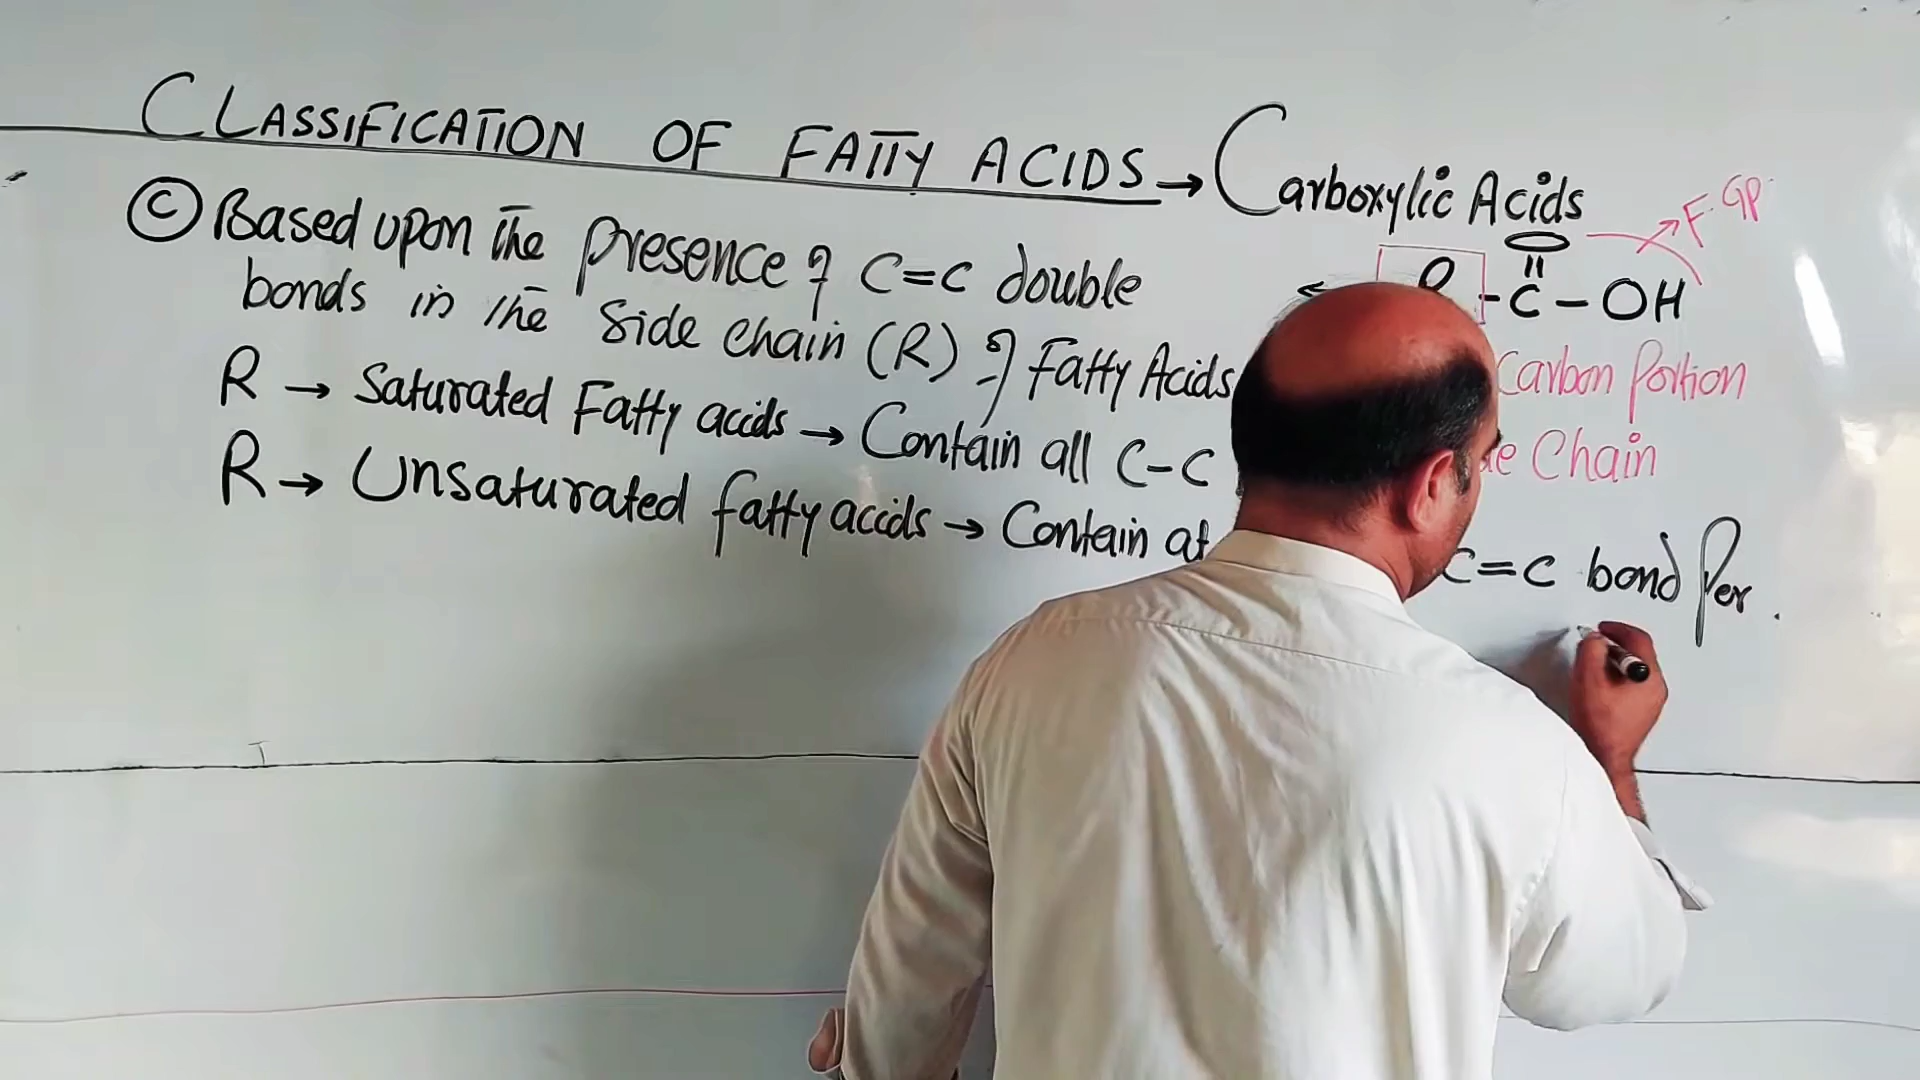 CLASSIFICATION OF FATTY ACIDS → Carboxylic Acids
F. GP.
© Based upon the presence of C=C double
O
R - C - OH
bonds in the Side Chain (R) of Fatty Acids
Carbon Portion
R → Saturated Fatty acids → Contain all C-C
Chain
R → Unsaturated fatty acids → Contain at C=C bond Per